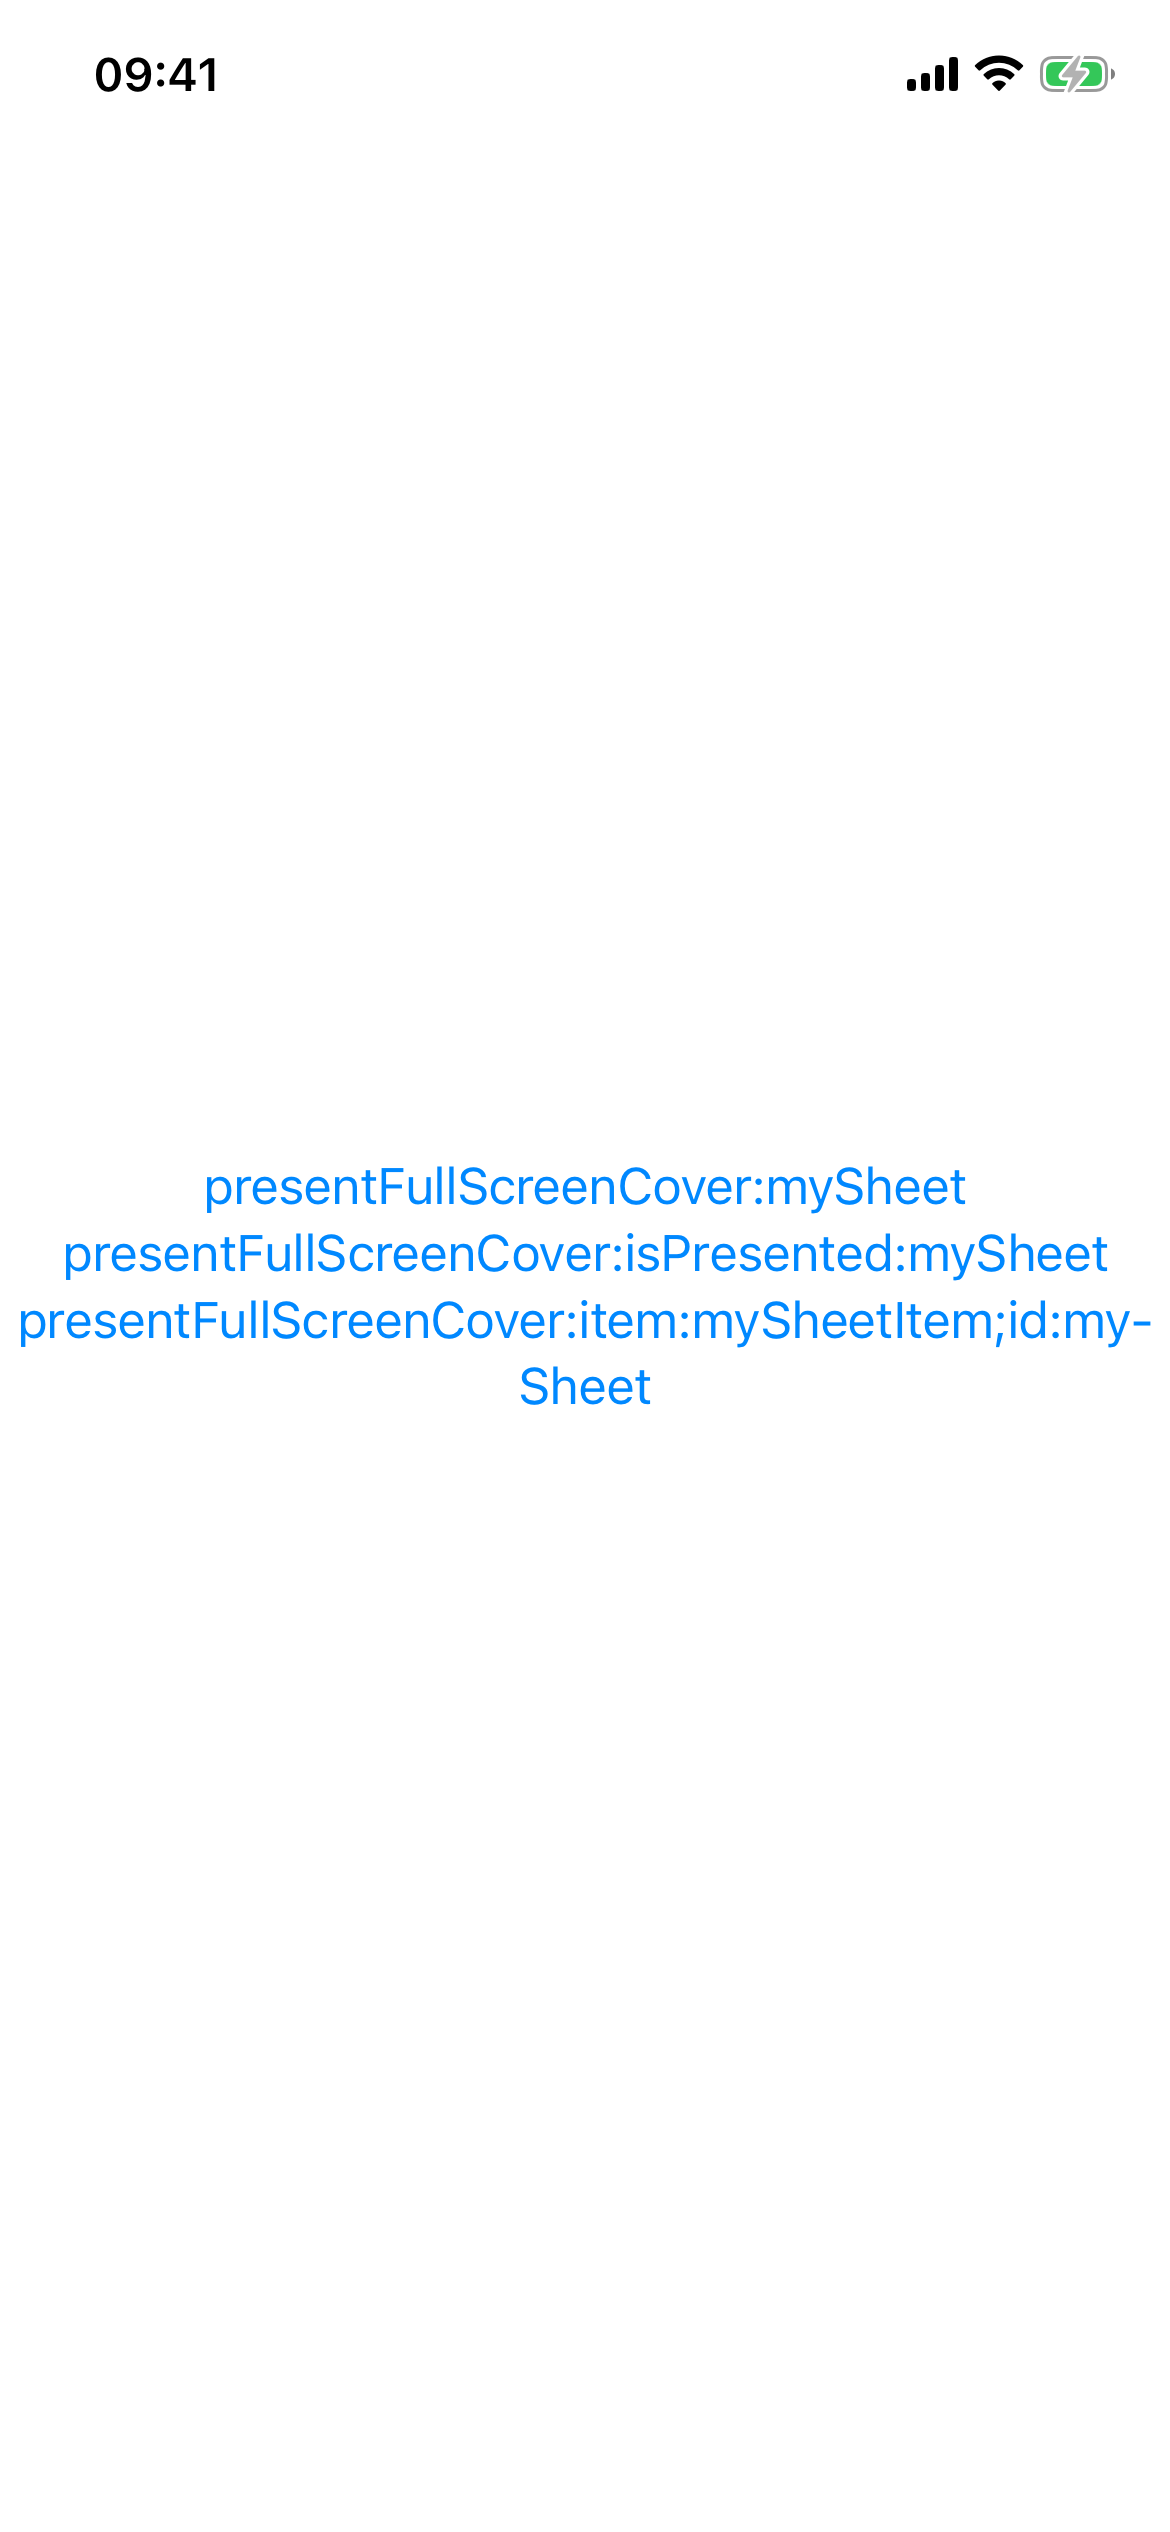 09:41
presentFullScreenCover:mySheet
presentFullScreenCover:isPresented:mySheet
presentFullScreenCover:item:mySheetItem;id:my-
Sheet